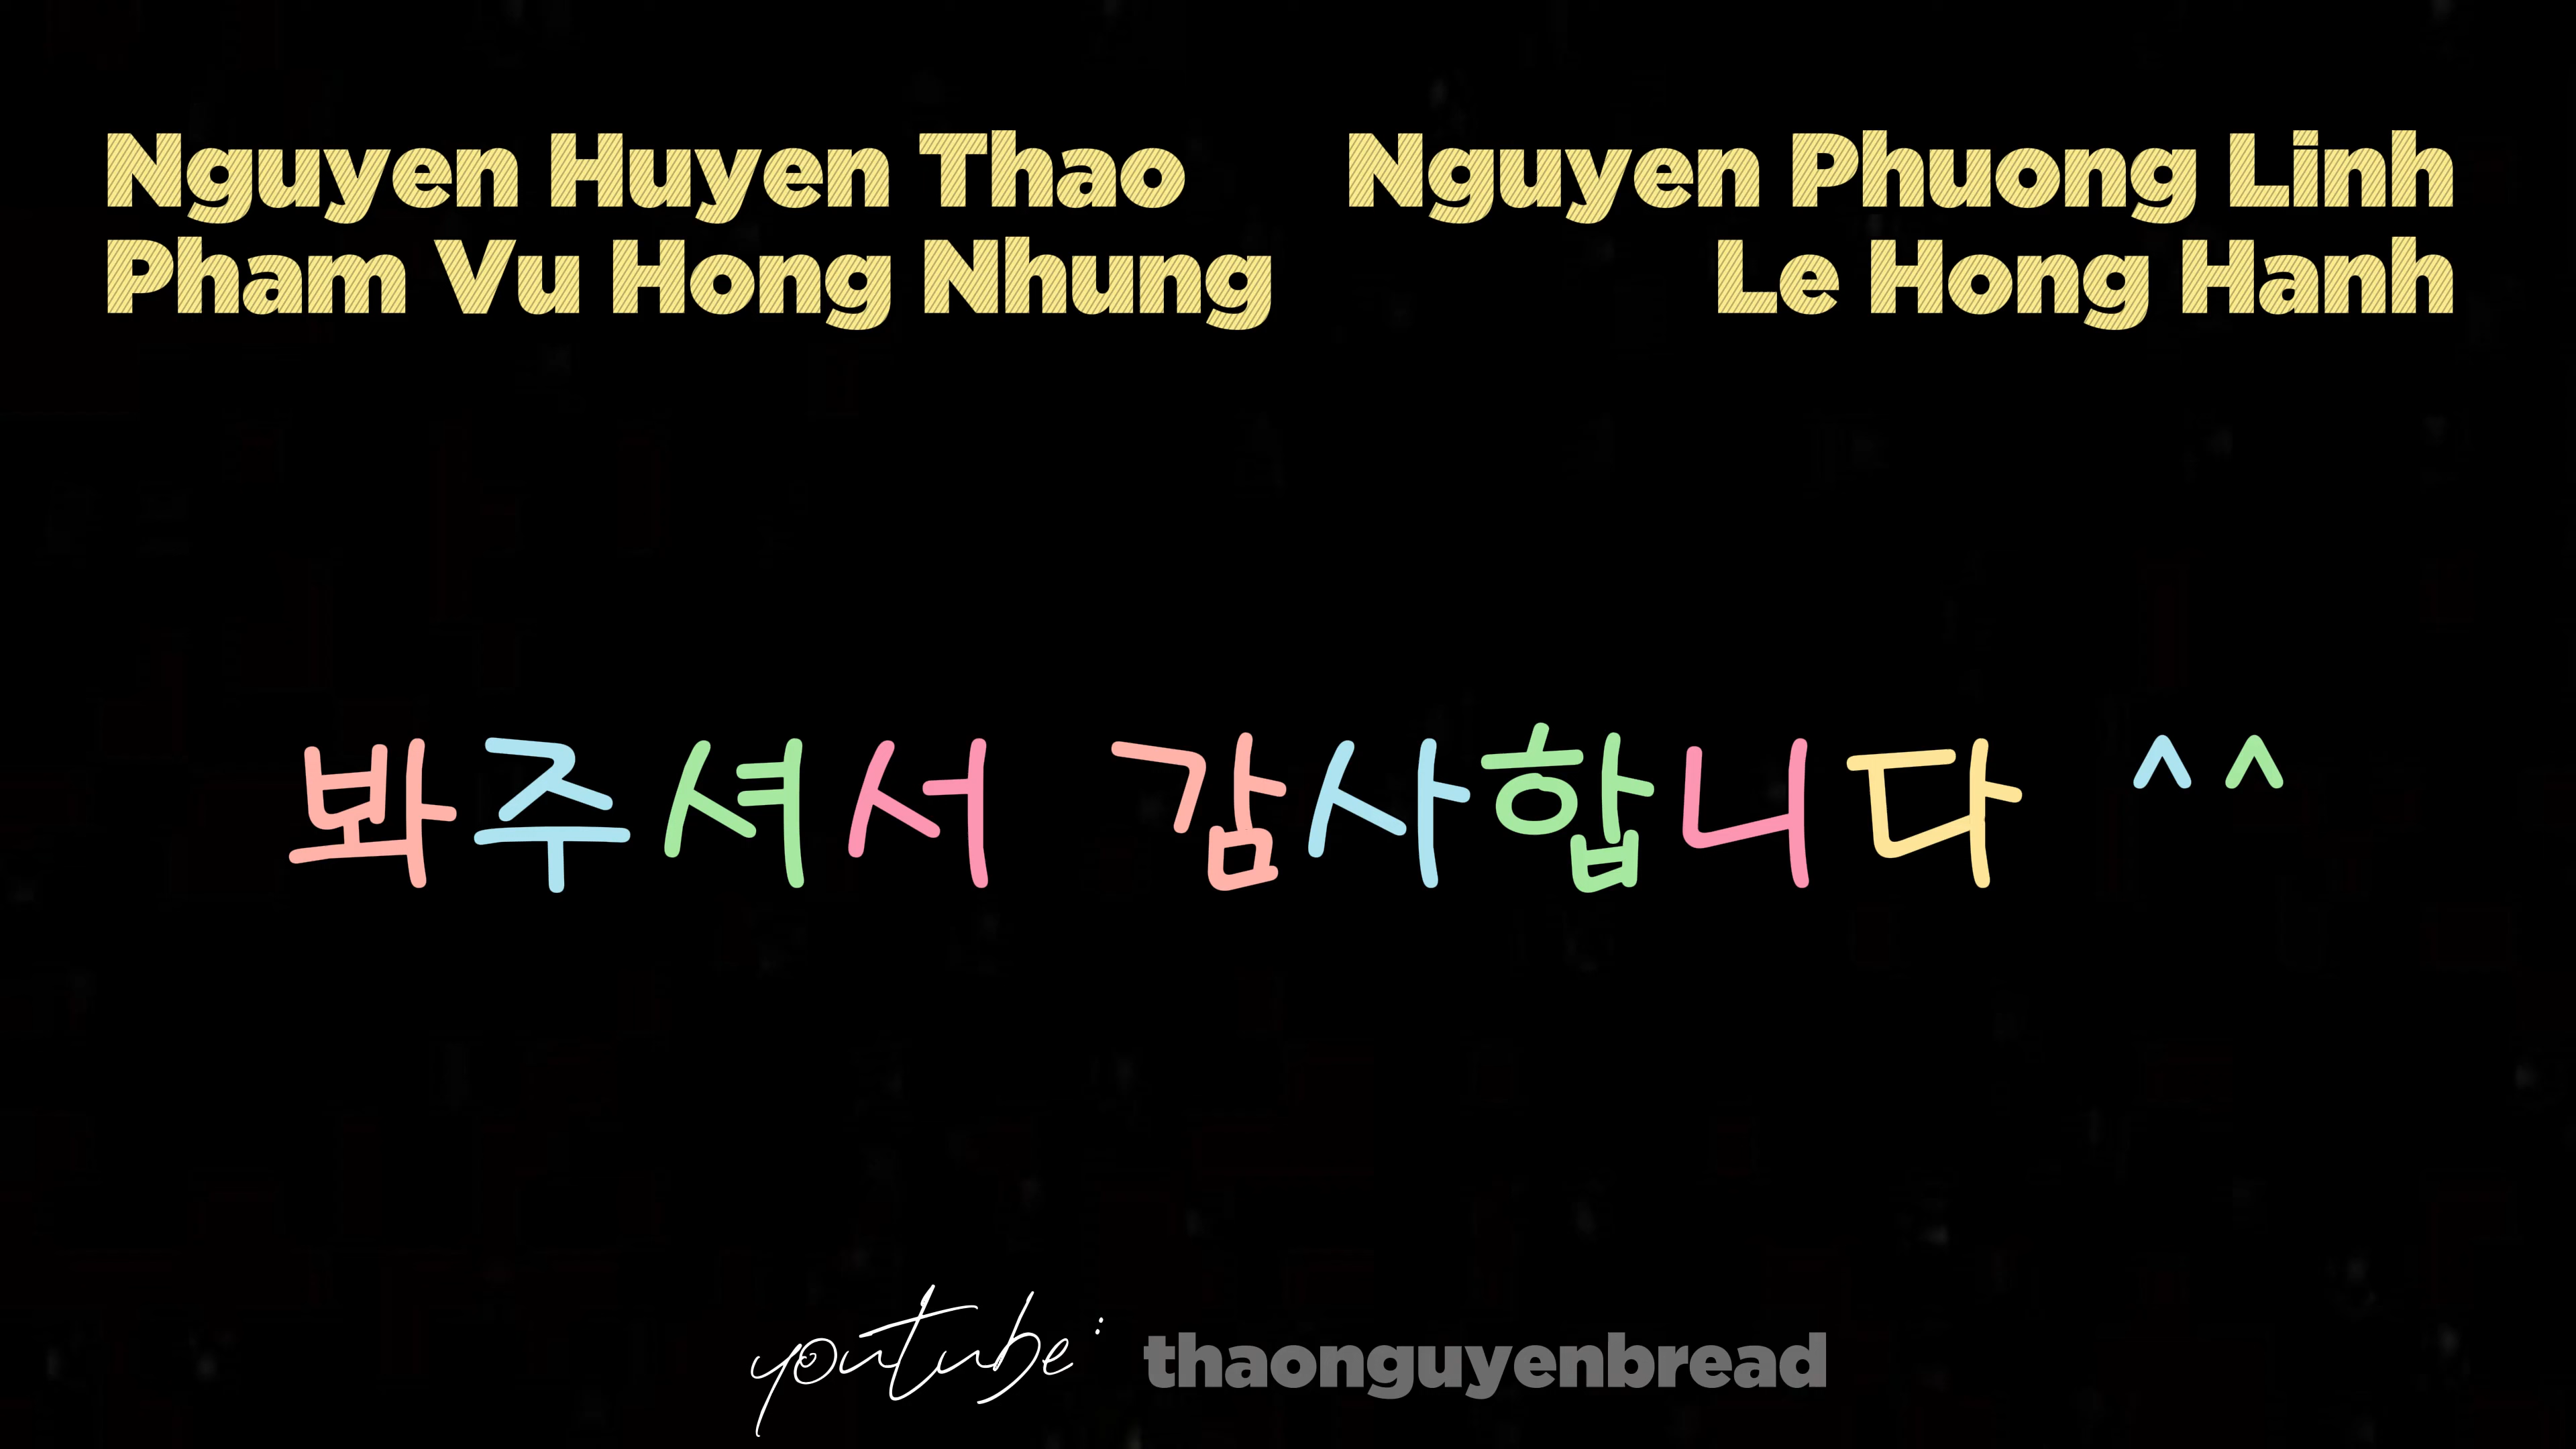 Nguyen Huyen Thao
Pham Vu Hong Nhung
Nguyen Phuong Linh
Le Hong Hanh
봐주셔서 감사합니다 ^^
youtube: thaonguyenbread